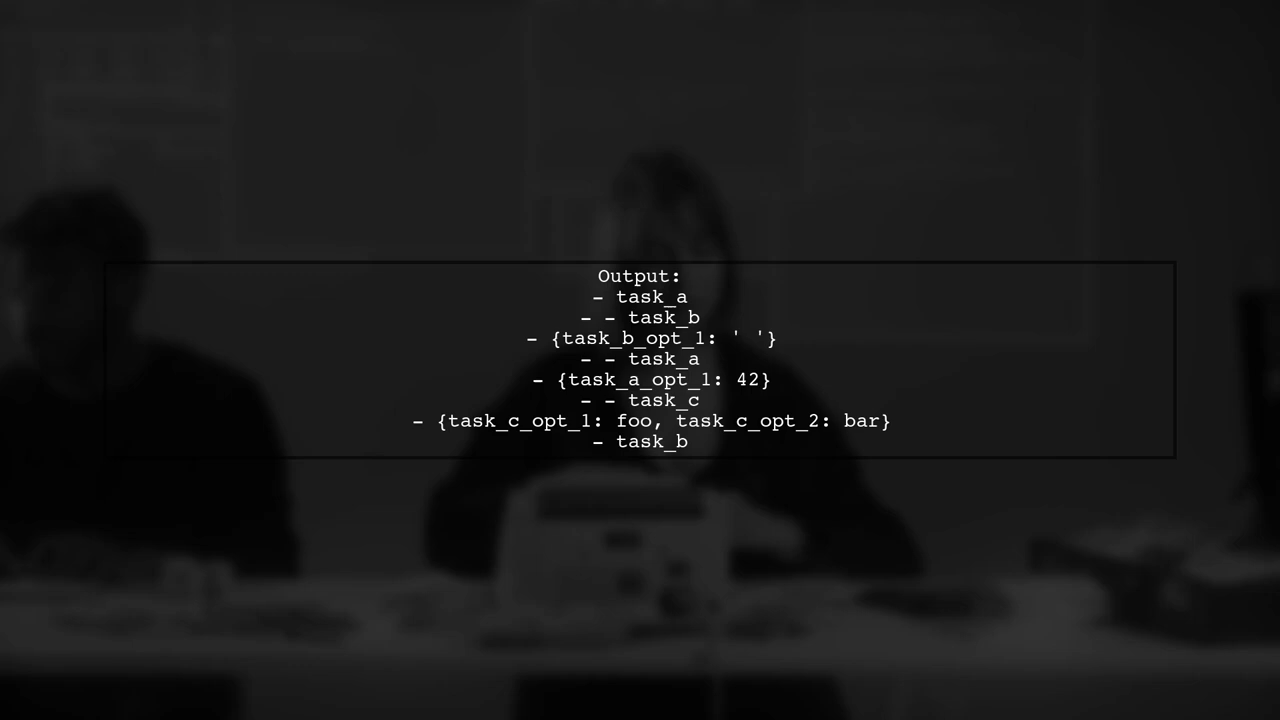 Output:
- task_a
- - task_b
- {task_b_opt_1: ' '}
- - task_a
- {task_a_opt_1: 42}
- - task_c
- {task_c_opt_1: foo, task_c_opt_2: bar}
- task_b